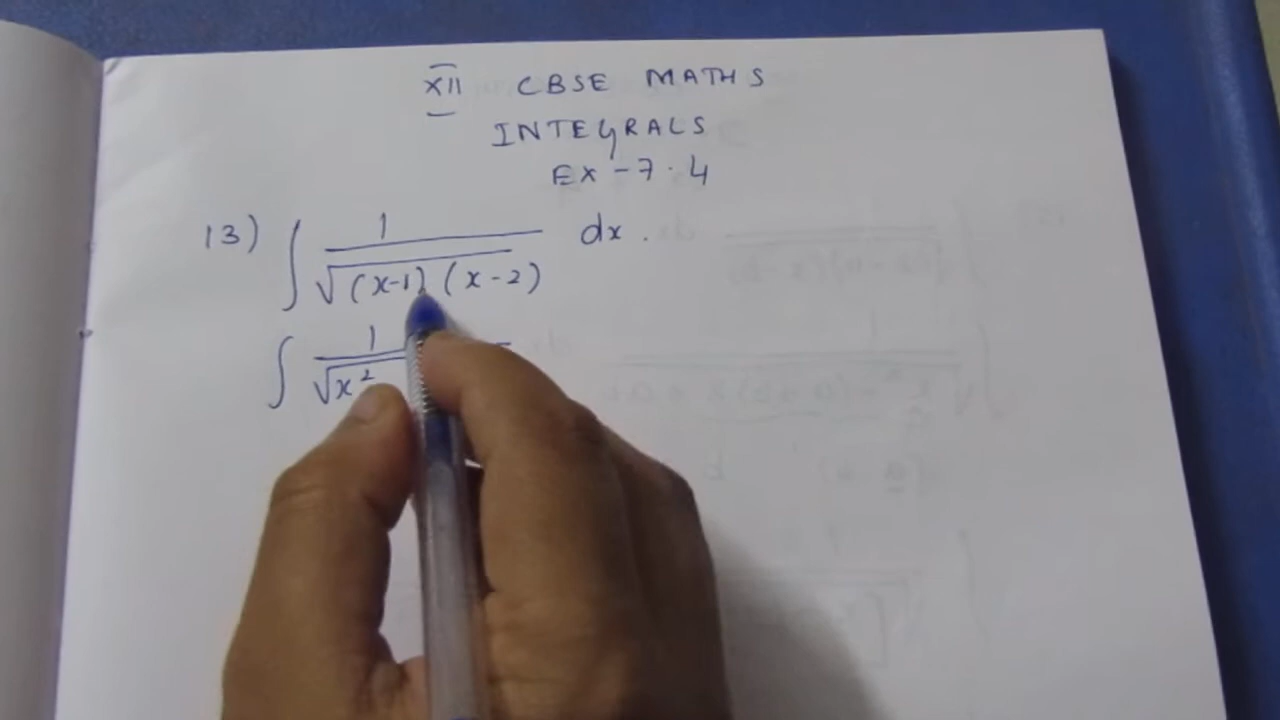 XII CBSE MATHS
INTEGRALS
EX - 7.4
13) ∫ 1/√(x-1)(x-2) dx.
∫ 1/√x²